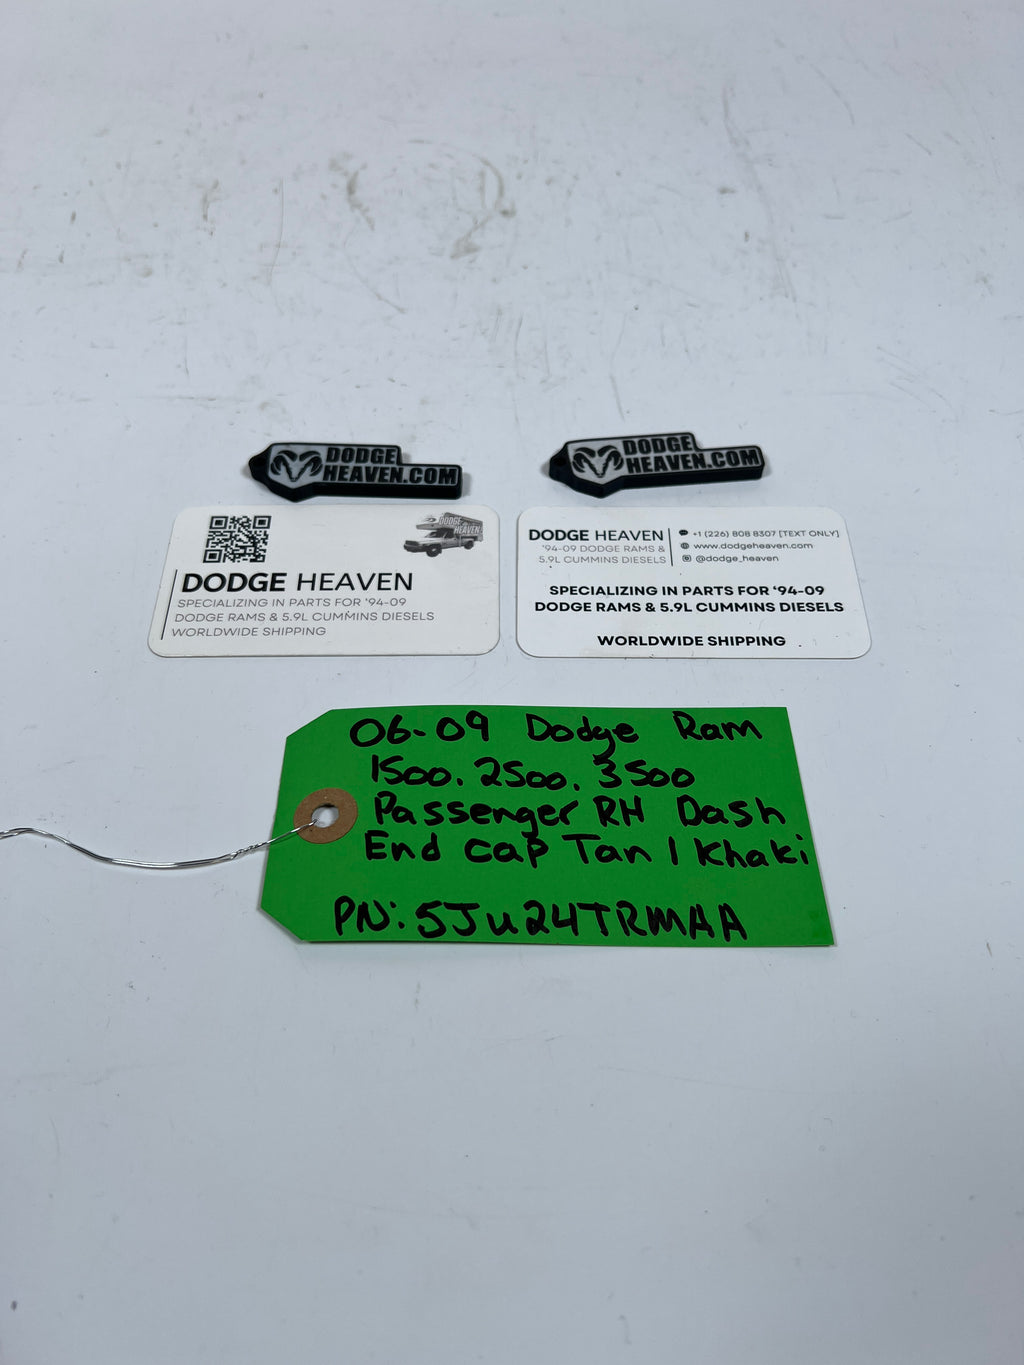 DODGE
HEAVEN.COM
DODGE
HEAVEN.COM
DODGE
HEAVEN
DODGE HEAVEN
SPECIALIZING IN PARTS FOR '94-09
DODGE RAMS & 5.9L CUMMINS DIESELS
WORLDWIDE SHIPPING
DODGE HEAVEN
'94-09 DODGE RAMS &
5.9L CUMMINS DIESELS
+1 (226) 808 8307 [TEXT ONLY]
www.dodgeheaven.com
@dodge_heaven
SPECIALIZING IN PARTS FOR '94-09
DODGE RAMS & 5.9L CUMMINS DIESELS
WORLDWIDE SHIPPING
06-09 Dodge Ram
1500. 2500. 3500
Passenger RH Dash
End cap Tan / Khaki
PN: 5Ju24TRMAA